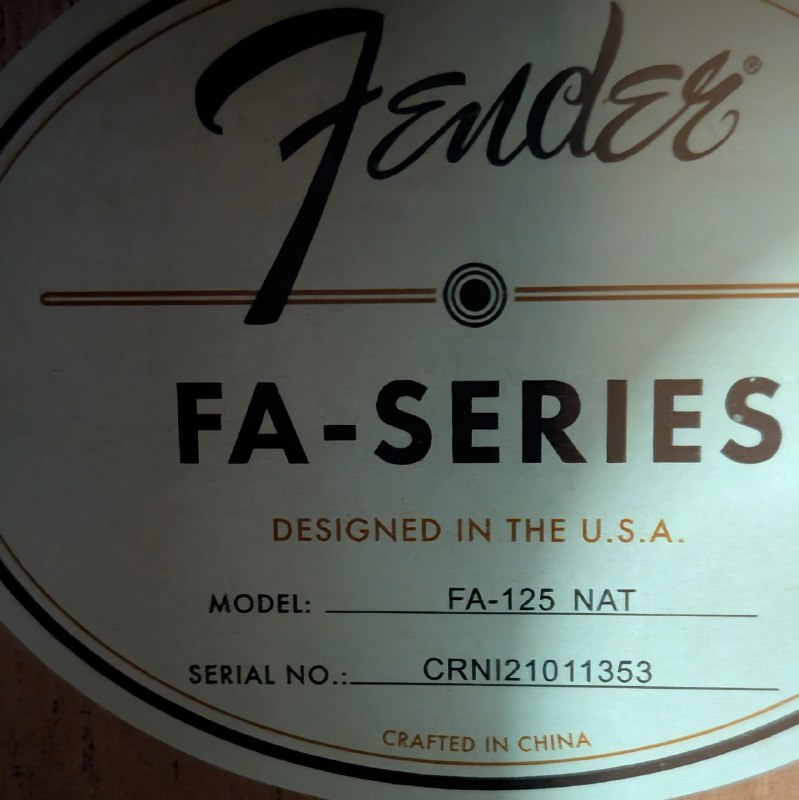 Fender®
FA-SERIES
DESIGNED IN THE U.S.A.
MODEL: FA-125 NAT
SERIAL NO.: CRNI21011353
CRAFTED IN CHINA